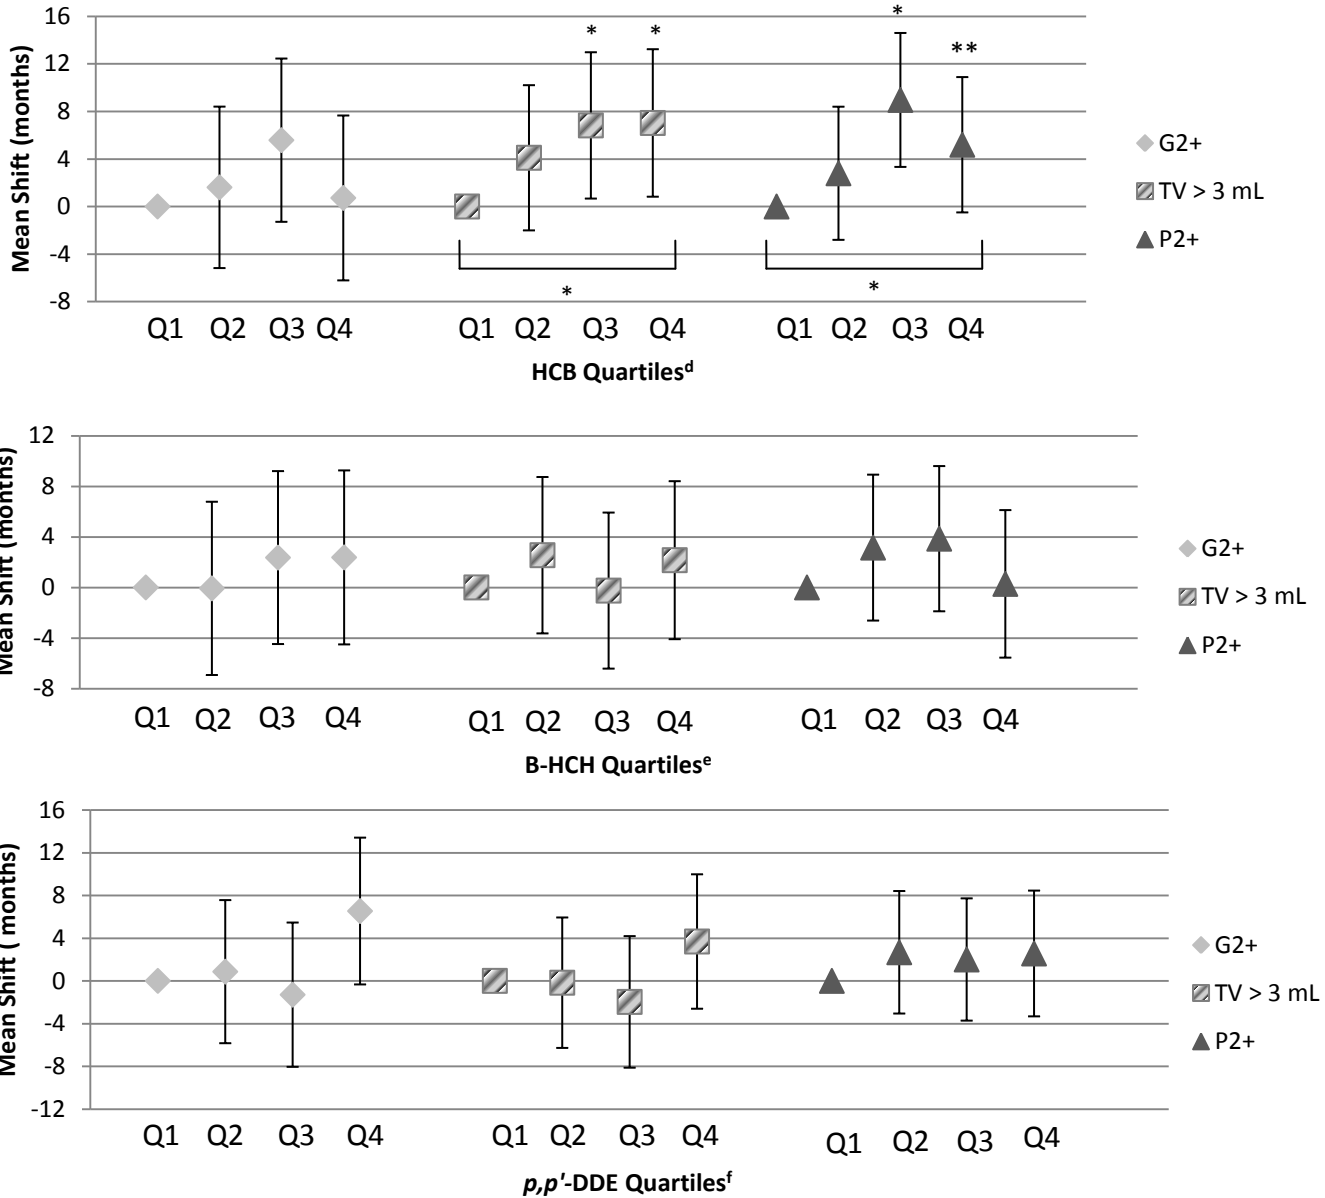 16
12
8
4
0
-4
-8
Mean Shift (months)
* * * **
* *
G2+
TV > 3 mL
P2+
Q1 Q2 Q3 Q4 Q1 Q2 Q3 Q4 Q1 Q2 Q3 Q4
HCB Quartilesᵈ
12
8
4
0
-4
-8
Mean Shift (months)
G2+
TV > 3 mL
P2+
Q1 Q2 Q3 Q4 Q1 Q2 Q3 Q4 Q1 Q2 Q3 Q4
B-HCH Quartilesᵉ
16
12
8
4
0
-4
-8
-12
Mean Shift ( months)
G2+
TV > 3 mL
P2+
Q1 Q2 Q3 Q4 Q1 Q2 Q3 Q4 Q1 Q2 Q3 Q4
p,p'-DDE Quartilesᶠ